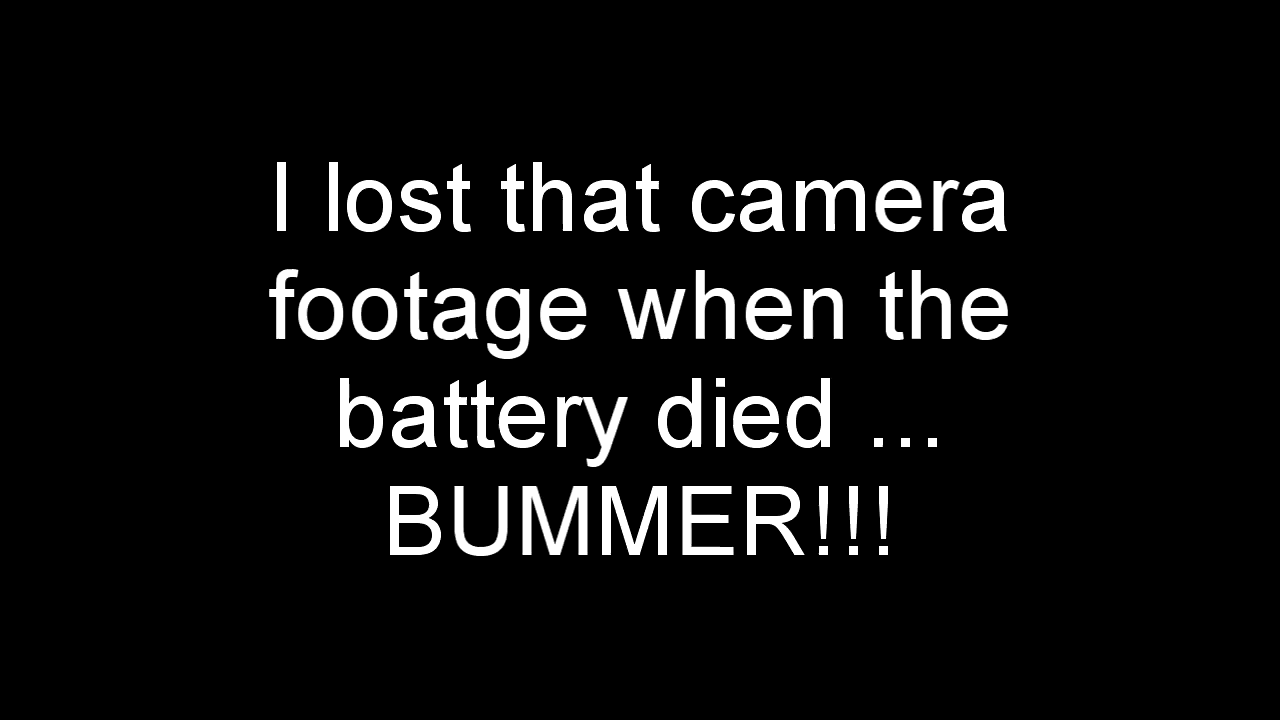 I lost that camera
footage when the
battery died ...
BUMMER!!!